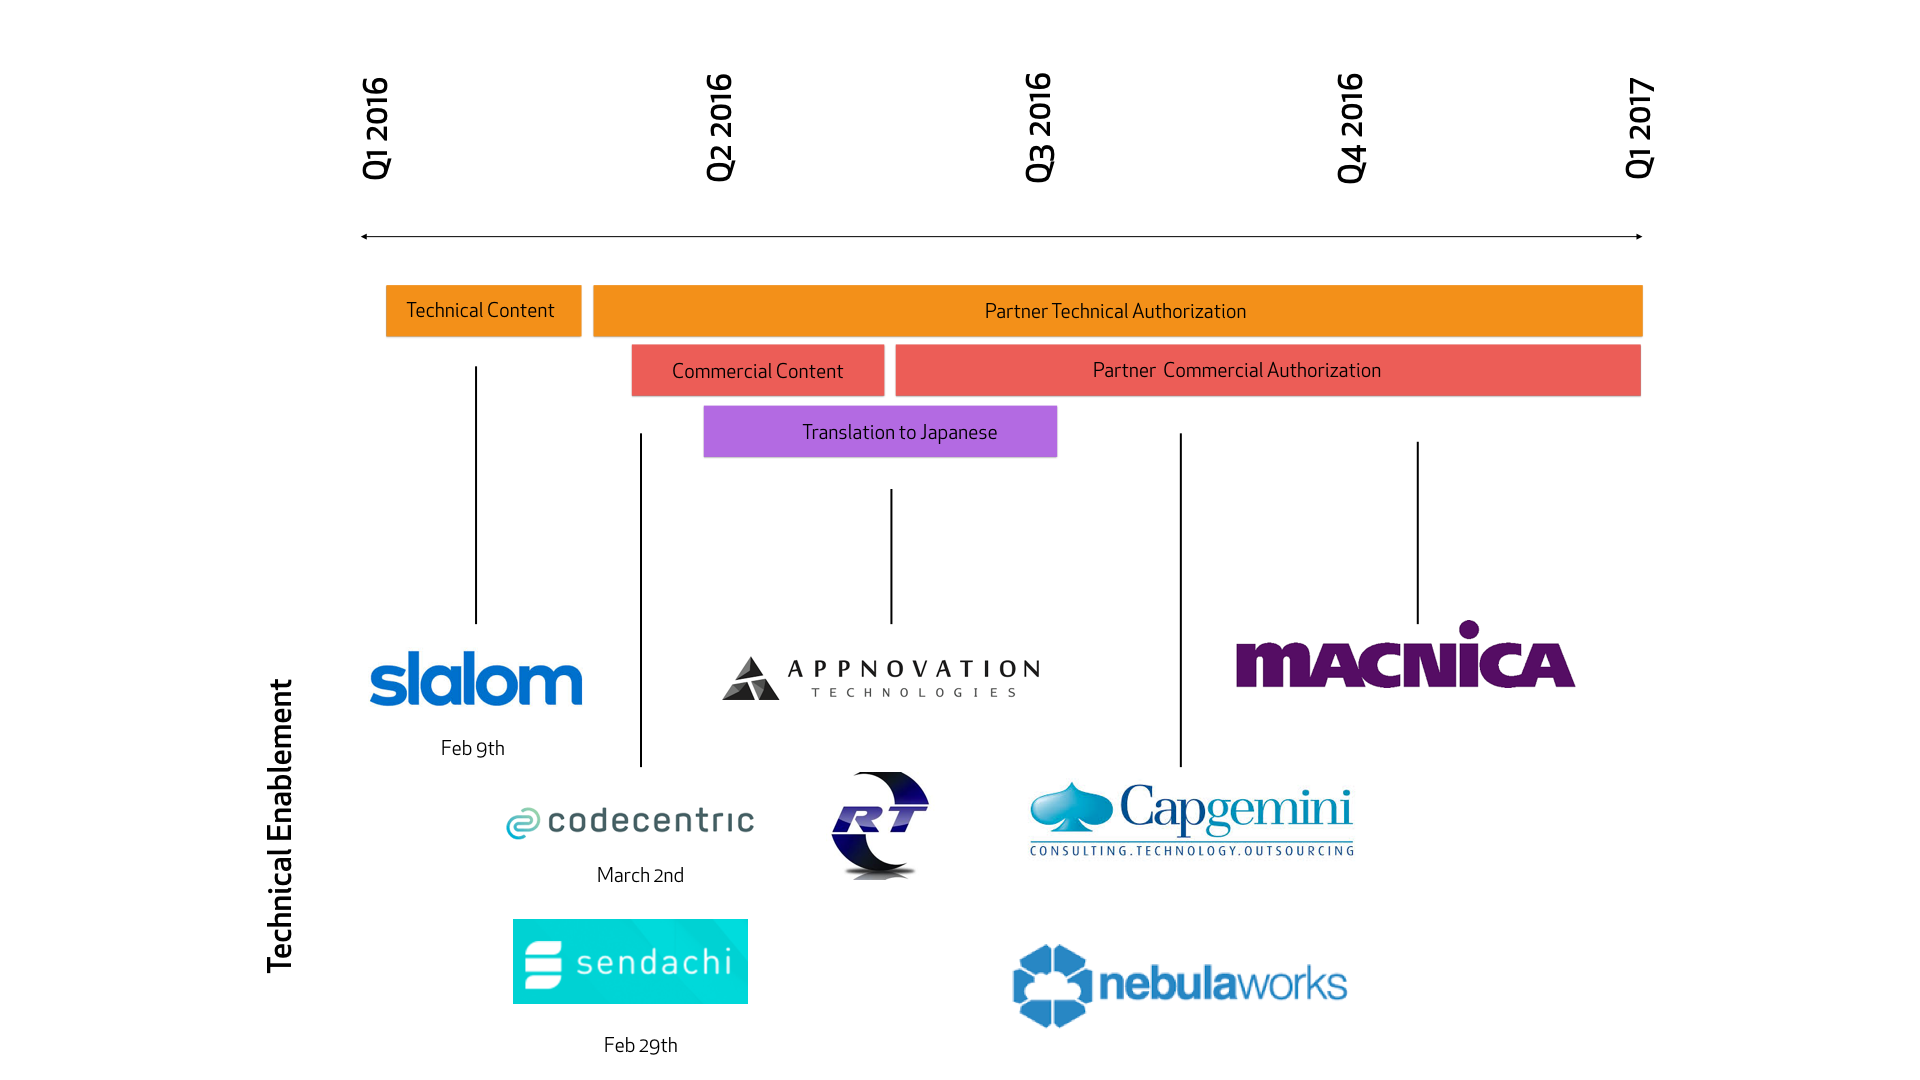 Q1 2016
Q2 2016
Q3 2016
Q4 2016
Q1 2017
Technical Content
Partner Technical Authorization
Commercial Content
Partner Commercial Authorization
Translation to Japanese
Technical Enablement
slalom
Feb 9th
APPNOVATION
TECHNOLOGIES
MACNiCA
codecentric
March 2nd
RT
Capgemini
CONSULTING.TECHNOLOGY.OUTSOURCING
sendachi
Feb 29th
nebulaworks